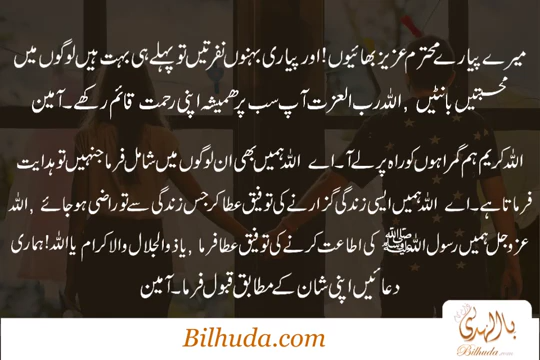 میرے پیارے محترم عزیز بھائیوں! اور پیاری بہنوں نفرتیں تو پہلے ہی بہت ہیں لوگوں میں
محبتیں بانٹیں , اللہ رب العزت آپ سب پر ہمیشہ اپنی رحمت قائم رکھے۔ آمین
اللہ کریم ہم گمراہوں کو راہ پر لے آ۔ اے اللہ ہمیں بھی ان لوگوں میں شامل فرما جنہیں تو ہدایت
فرماتا ہے۔ اے اللہ ہمیں ایسی زندگی گزارنے کی توفیق عطا کر جس زندگی سے تو راضی ہو جائے , اللہ
عزوجل ہمیں رسول اللہ ﷺ کی اطاعت کرنے کی توفیق عطا فرما , یا ذوالجلال والاکرام یا اللہ! ہماری
دعائیں اپنی شان کے مطابق قبول فرما۔ آمین
Bilhuda.com
بالھدیٰ
Bilhuda.com